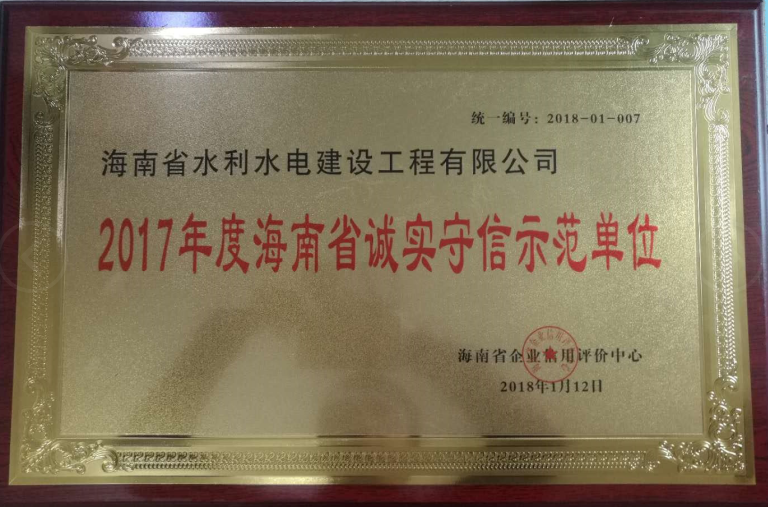 统一编号：2018-01-007
海南省水利水电建设工程有限公司
2017年度海南省诚实守信示范单位
海南省企业信用评价中心
2018年1月12日